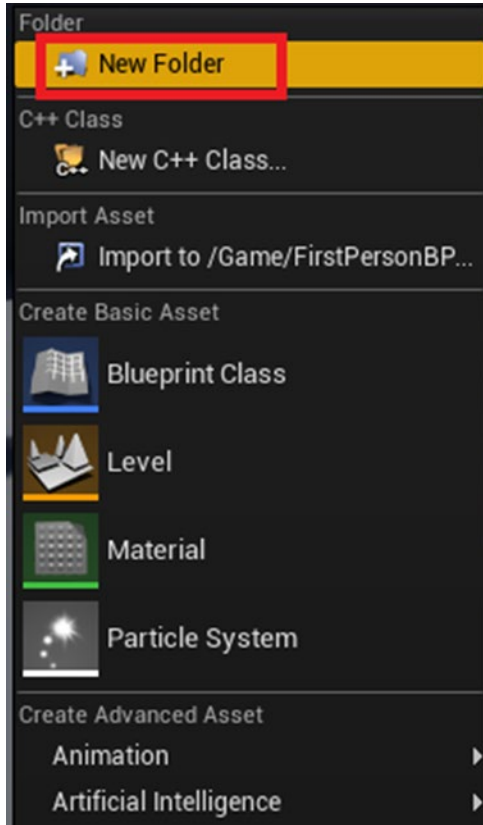 Folder
New Folder
C++ Class
C++
New C++ Class...
Import Asset
Import to /Game/FirstPersonBP...
Create Basic Asset
Blueprint Class
Level
Material
Particle System
Create Advanced Asset
Animation
Artificial Intelligence